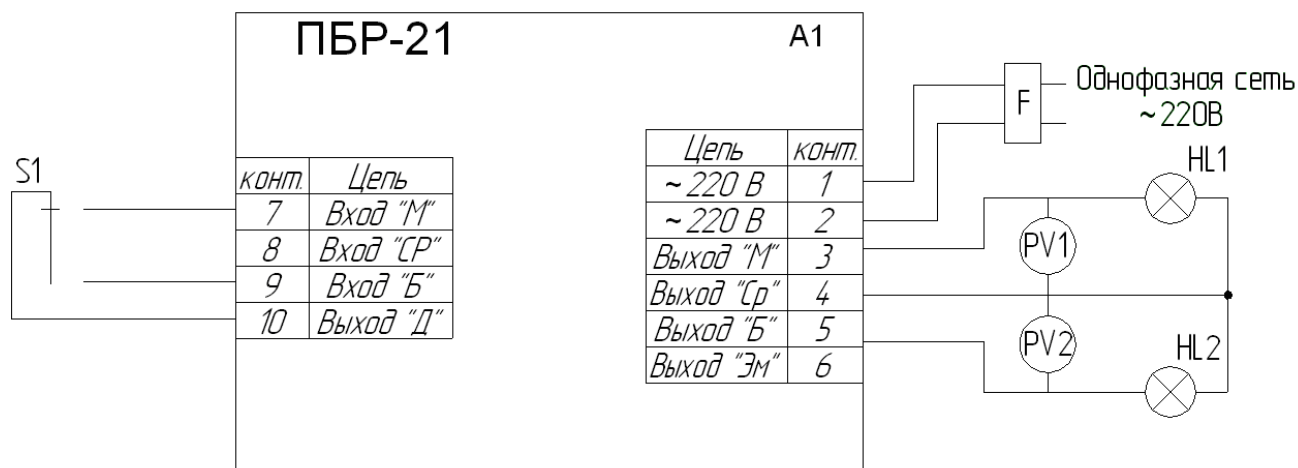 ПБР-21
A1
S1
конт. Цепь
7 Вход "М"
8 Вход "СР"
9 Вход "Б"
10 Выход "Д"
Цепь конт.
~220 В 1
~220 В 2
Выход "М" 3
Выход "Ср" 4
Выход "Б" 5
Выход "Эм" 6
F
Однофазная сеть
~220В
HL1
PV1
PV2
HL2